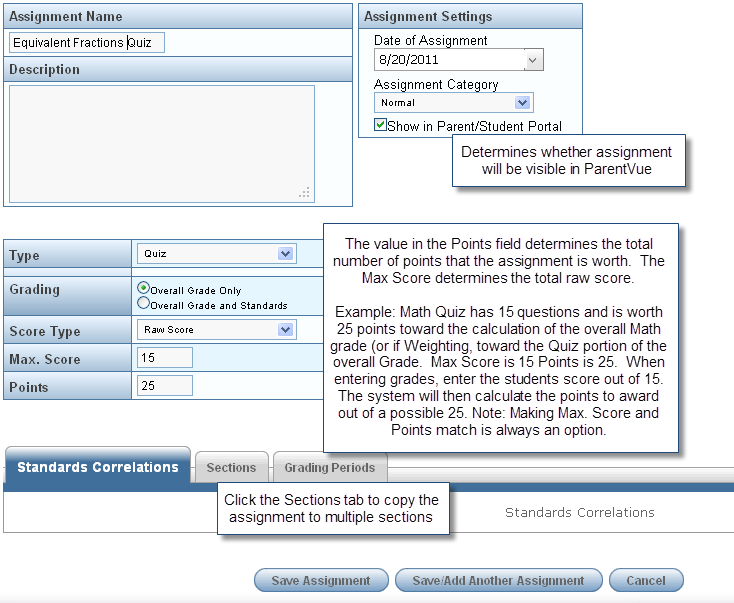 Assignment Name
Equivalent Fractions Quiz
Description
Assignment Settings
Date of Assignment
8/20/2011
Assignment Category
Normal
Show in Parent/Student Portal
Determines whether assignment
will be visible in ParentVue
Type
Quiz
Grading
Overall Grade Only
Overall Grade and Standards
Score Type
Raw Score
Max. Score
15
Points
25
The value in the Points field determines the total
number of points that the assignment is worth.  The
Max Score determines the total raw score.
Example: Math Quiz has 15 questions and is worth
25 points toward the calculation of the overall Math
grade (or if Weighting, toward the Quiz portion of the
overall Grade.  Max Score is 15 Points is 25.  When
entering grades, enter the students score out of 15.
The system will then calculate the points to award
out of a possible 25. Note: Making Max. Score and
Points match is always an option.
Standards Correlations
Sections
Grading Periods
Click the Sections tab to copy the
assignment to multiple sections
Standards Correlations
Save Assignment
Save/Add Another Assignment
Cancel